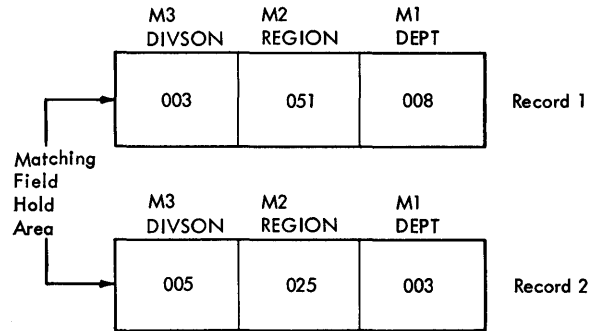 M3 M2 M1
DIVSON REGION DEPT
003 051 008 Record 1
Matching
Field
Hold
Area
M3 M2 M1
DIVSON REGION DEPT
005 025 003 Record 2